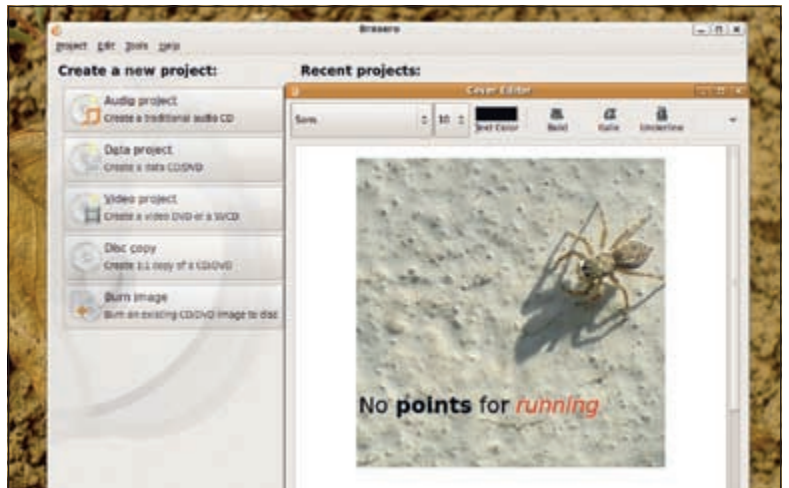 Brasero
Project Edit Tools Help
Create a new project:
Recent projects:
Audio project
Create a traditional audio CD
Data project
Create a data CD/DVD
Video project
Create a video DVD or a SVCD
Disc copy
Create 1:1 copy of a CD/DVD
Burn image
Burn an existing CD/DVD image to disc
Cover Editor
Sans 10 Text Color Bold Italic Underline
No points for running